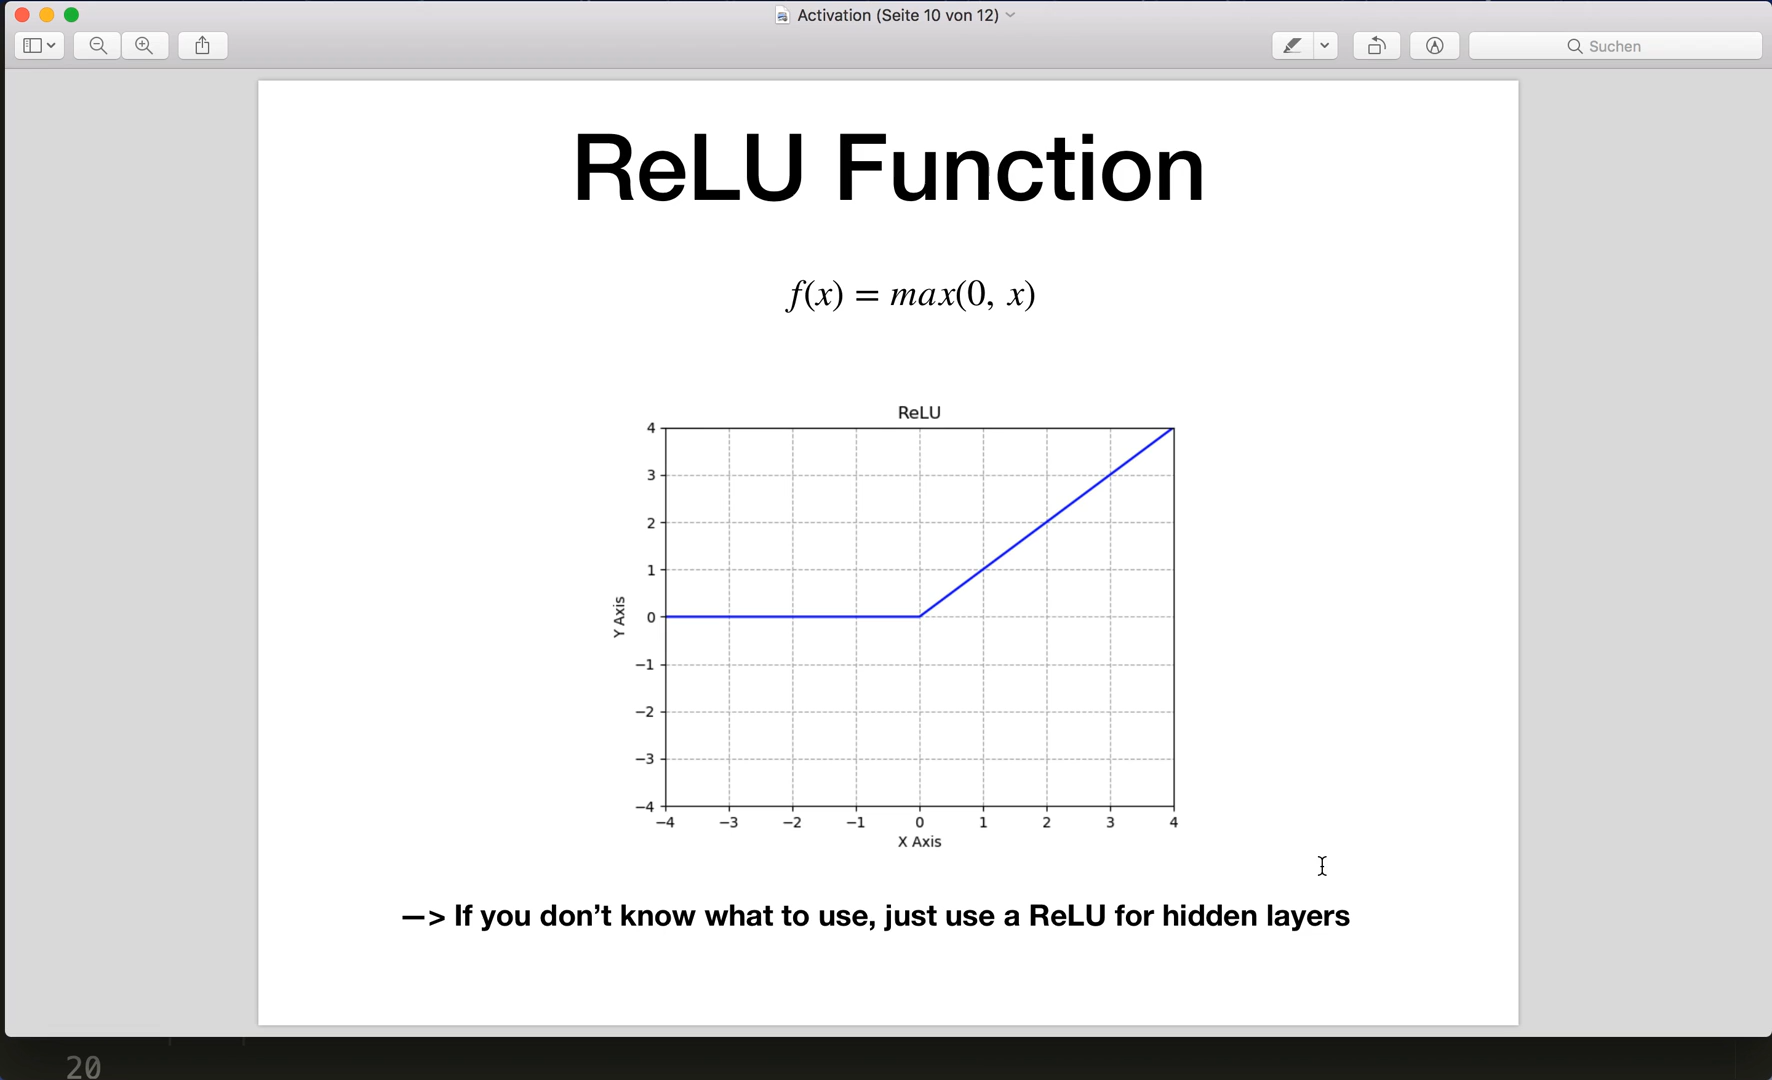 Activation (Seite 10 von 12)
Suchen
ReLU Function
f(x) = max(0, x)
ReLU
4
3
2
1
0
−1
−2
−3
−4
Y Axis
−4 −3 −2 −1 0 1 2 3 4
X Axis
—> If you don’t know what to use, just use a ReLU for hidden layers
20